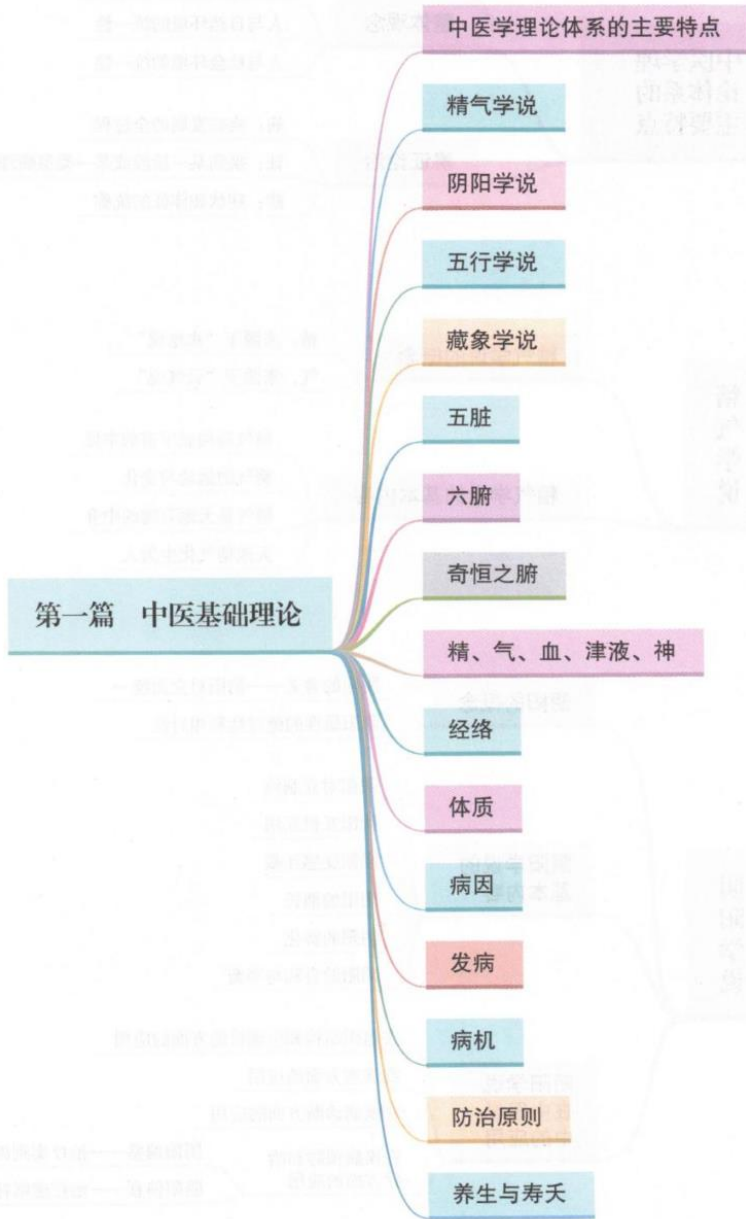 中医学理论体系的主要特点
精气学说
阴阳学说
五行学说
藏象学说
五脏
六腑
奇恒之腑
第一篇 中医基础理论
精、气、血、津液、神
经络
体质
病因
发病
病机
防治原则
养生与寿夭